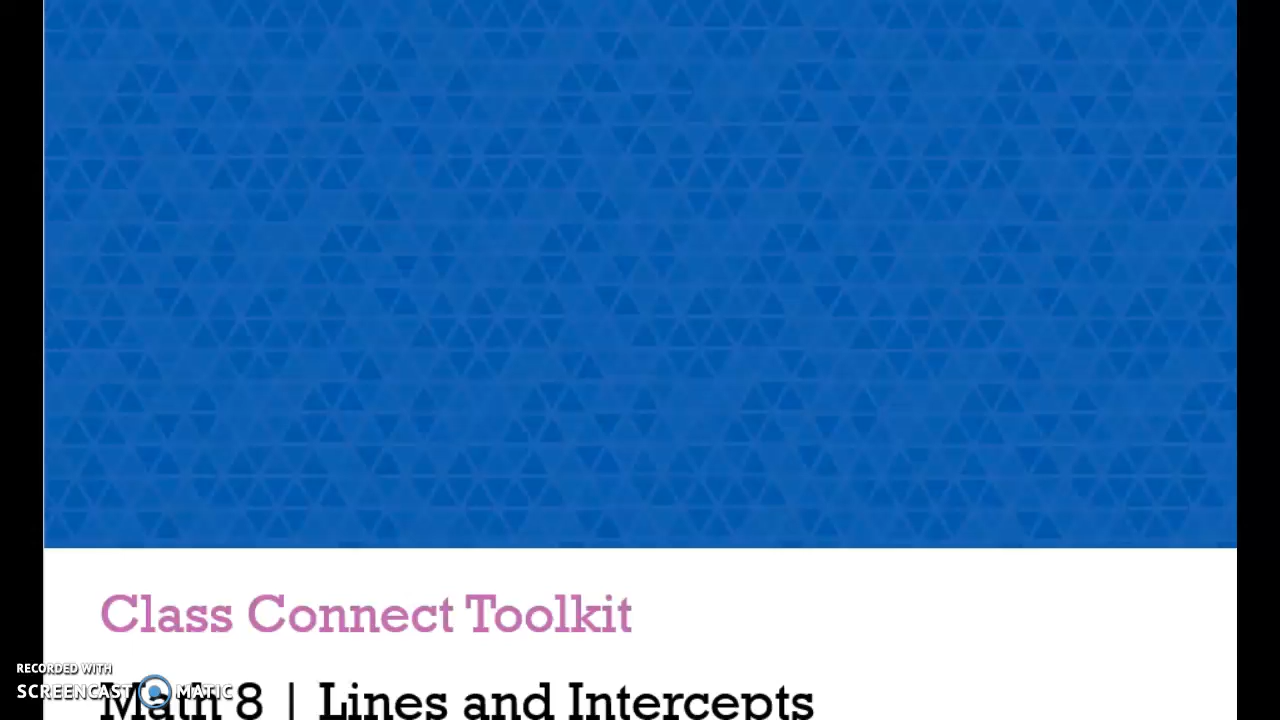 Class Connect Toolkit
Math 8 | Lines and Intercepts
RECORDED WITH
SCREENCAST MATIC